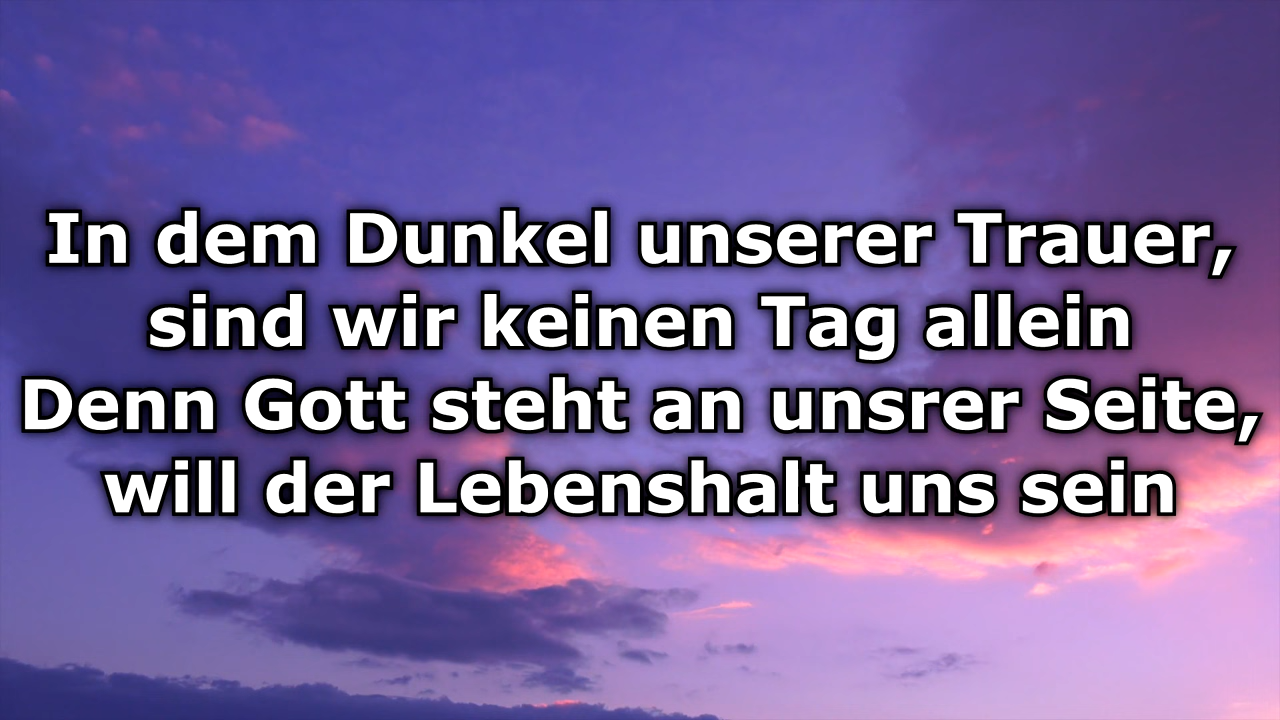 In dem Dunkel unserer Trauer,
sind wir keinen Tag allein
Denn Gott steht an unsrer Seite,
will der Lebenshalt uns sein